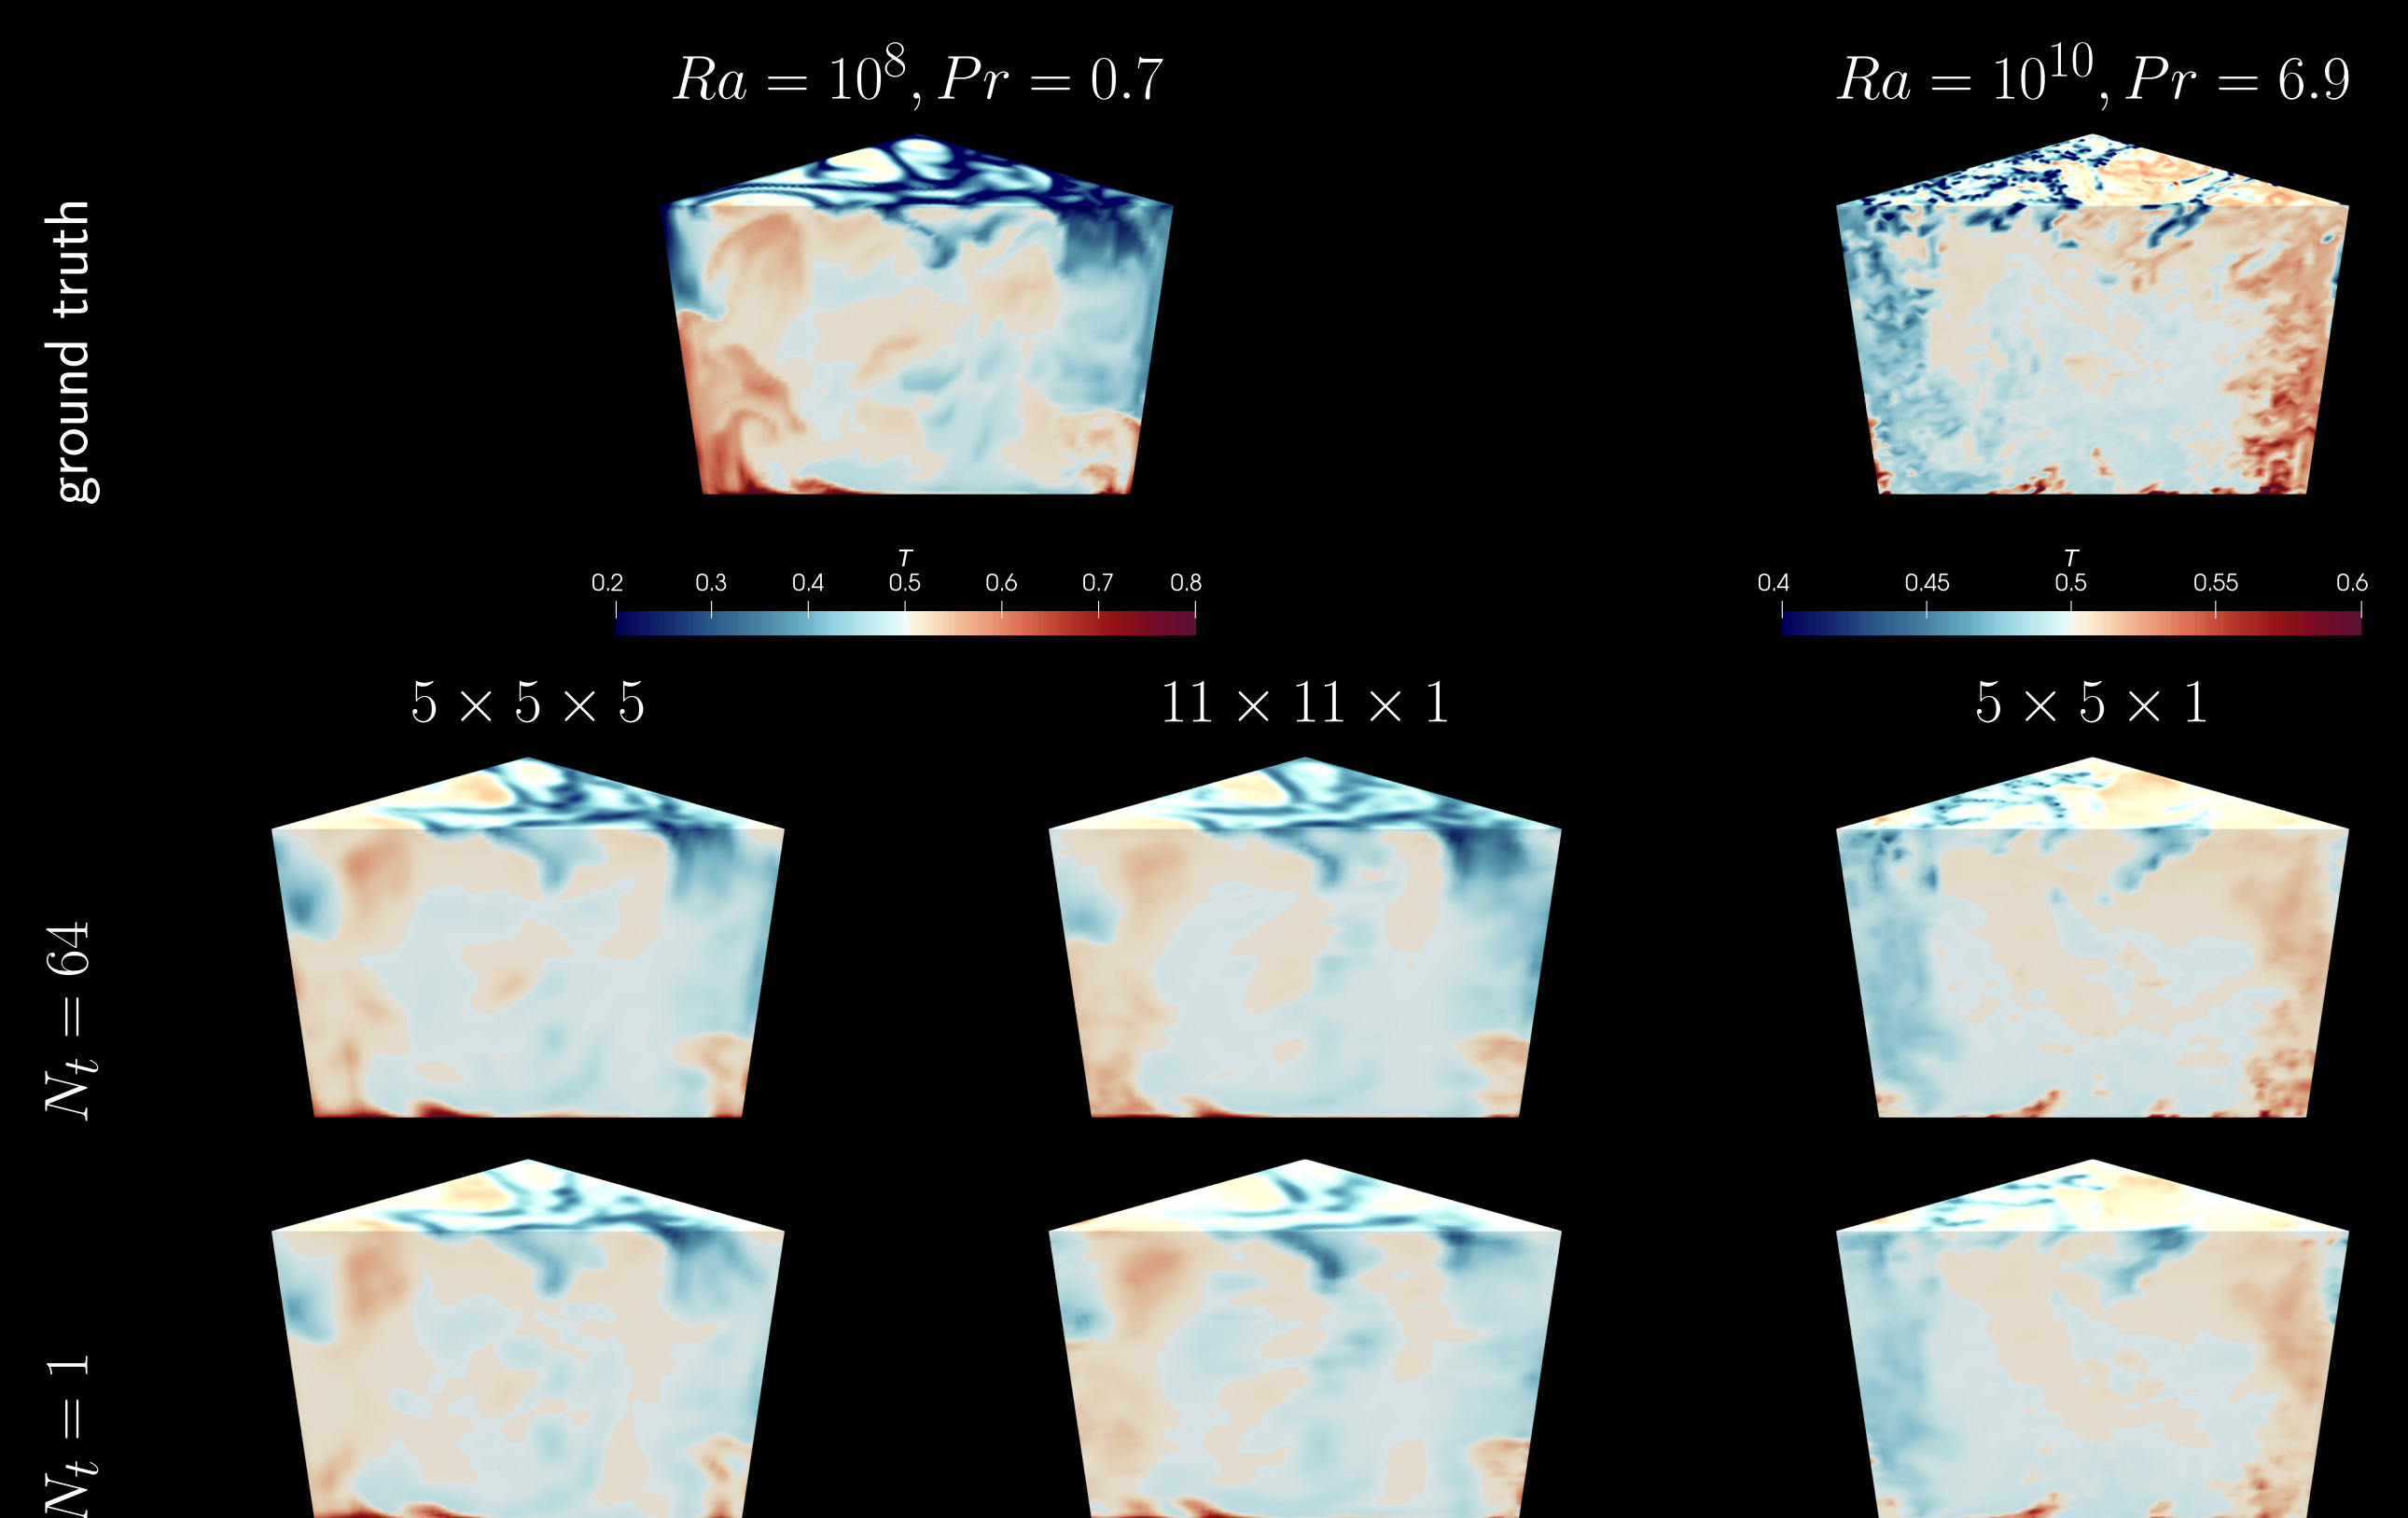 Ra = 10^8, Pr = 0.7
Ra = 10^10, Pr = 6.9
ground truth
T
0.2 0.3 0.4 0.5 0.6 0.7 0.8
T
0.4 0.45 0.5 0.55 0.6
5 × 5 × 5
11 × 11 × 1
5 × 5 × 1
N_t = 64
N_t = 1